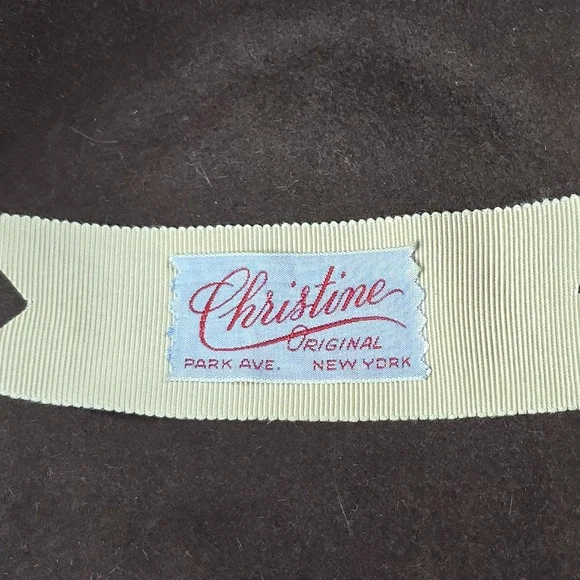 Christine
ORIGINAL
PARK AVE. NEW YORK